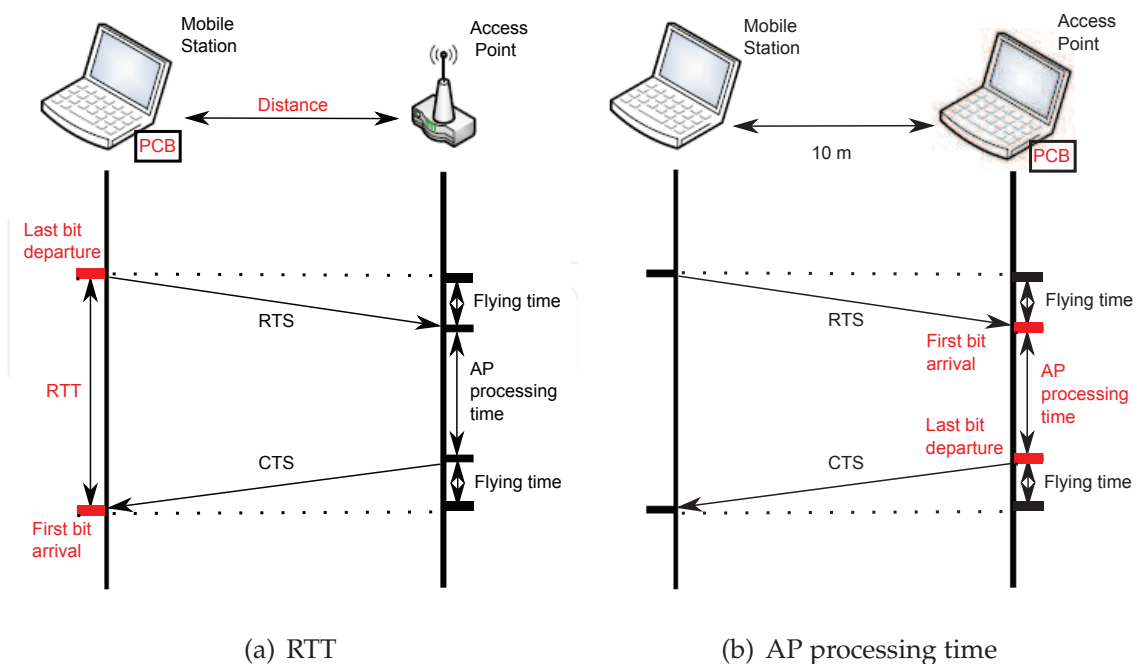 Mobile
Station
Access
Point
Distance
PCB
Last bit
departure
Flying time
RTS
RTT
AP
processing
time
CTS
Flying time
First bit
arrival
(a) RTT
Mobile
Station
Access
Point
10 m
PCB
Flying time
RTS
First bit
arrival
AP
processing
time
Last bit
departure
CTS
Flying time
(b) AP processing time